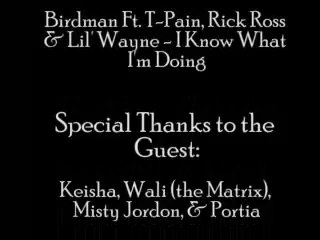 Birdman Ft. T-Pain, Rick Ross
& Lil' Wayne - I Know What
I'm Doing
Special Thanks to the
Guest:
Keisha, Wali (the Matrix),
Misty Jordon, & Portia